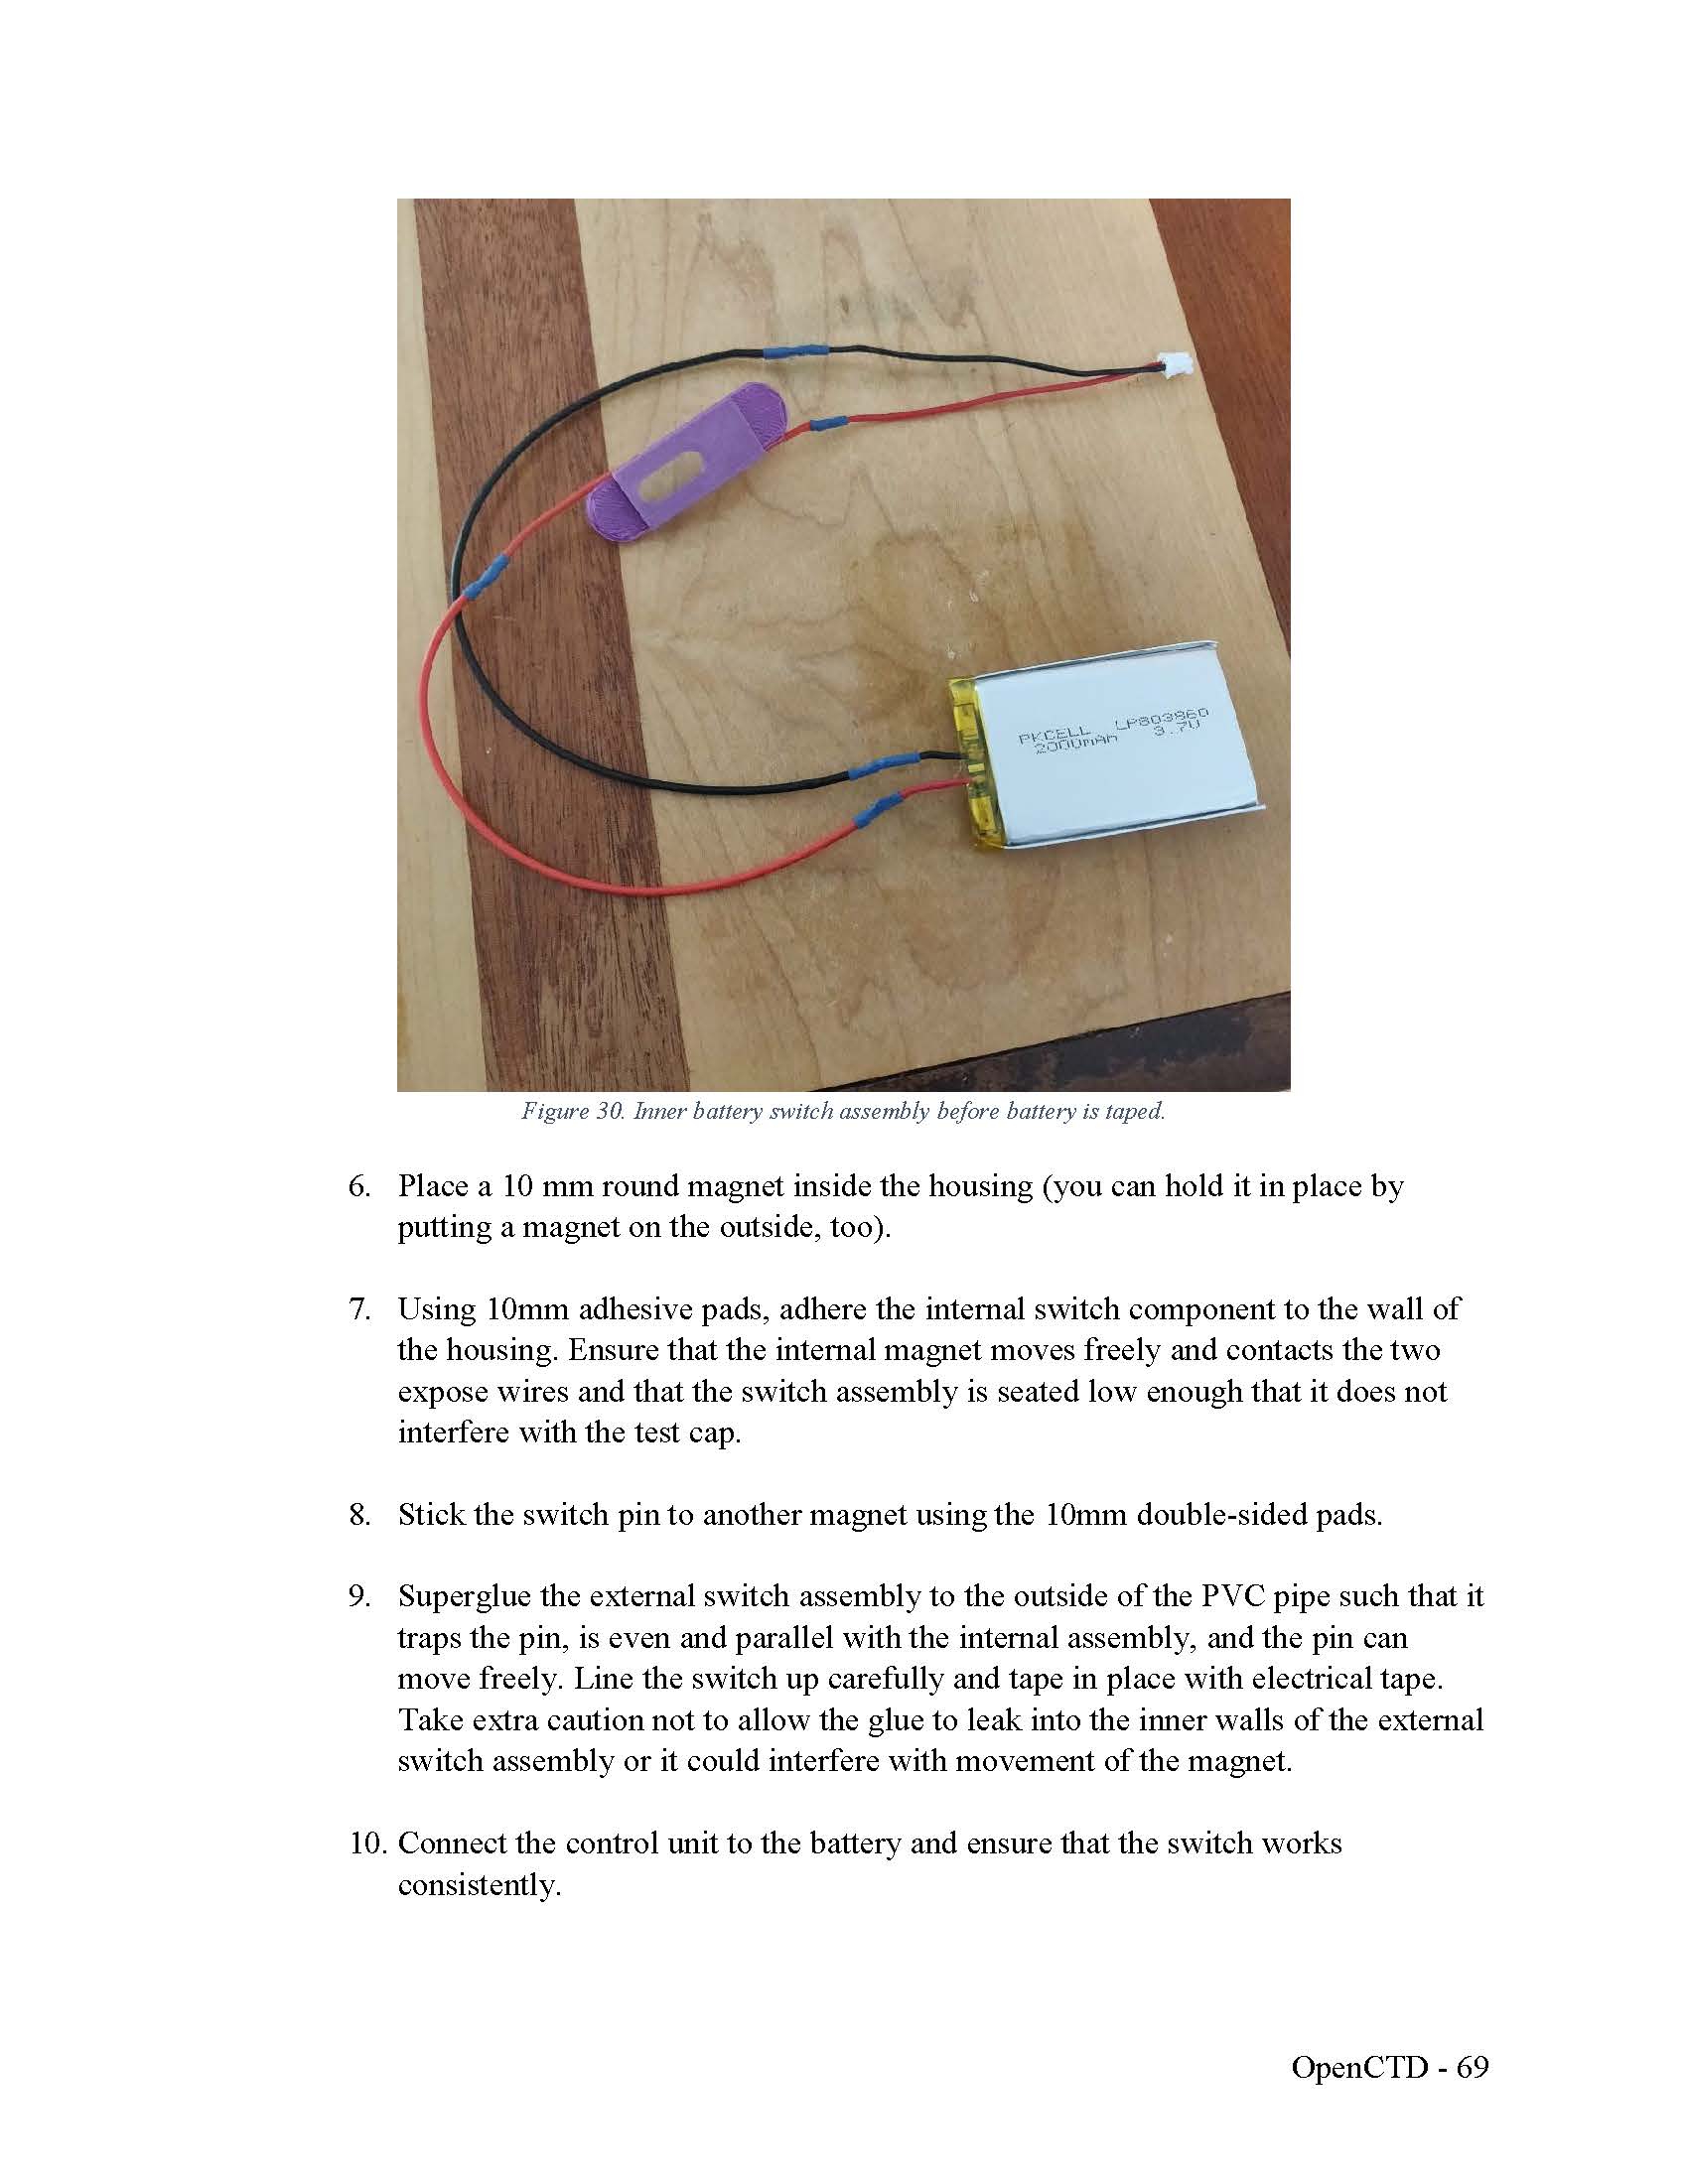 PKCELL LP803860
2000mAh 3.7V
Figure 30. Inner battery switch assembly before battery is taped.
6. Place a 10 mm round magnet inside the housing (you can hold it in place by
putting a magnet on the outside, too).
7. Using 10mm adhesive pads, adhere the internal switch component to the wall of
the housing. Ensure that the internal magnet moves freely and contacts the two
expose wires and that the switch assembly is seated low enough that it does not
interfere with the test cap.
8. Stick the switch pin to another magnet using the 10mm double-sided pads.
9. Superglue the external switch assembly to the outside of the PVC pipe such that it
traps the pin, is even and parallel with the internal assembly, and the pin can
move freely. Line the switch up carefully and tape in place with electrical tape.
Take extra caution not to allow the glue to leak into the inner walls of the external
switch assembly or it could interfere with movement of the magnet.
10. Connect the control unit to the battery and ensure that the switch works
consistently.
OpenCTD - 69